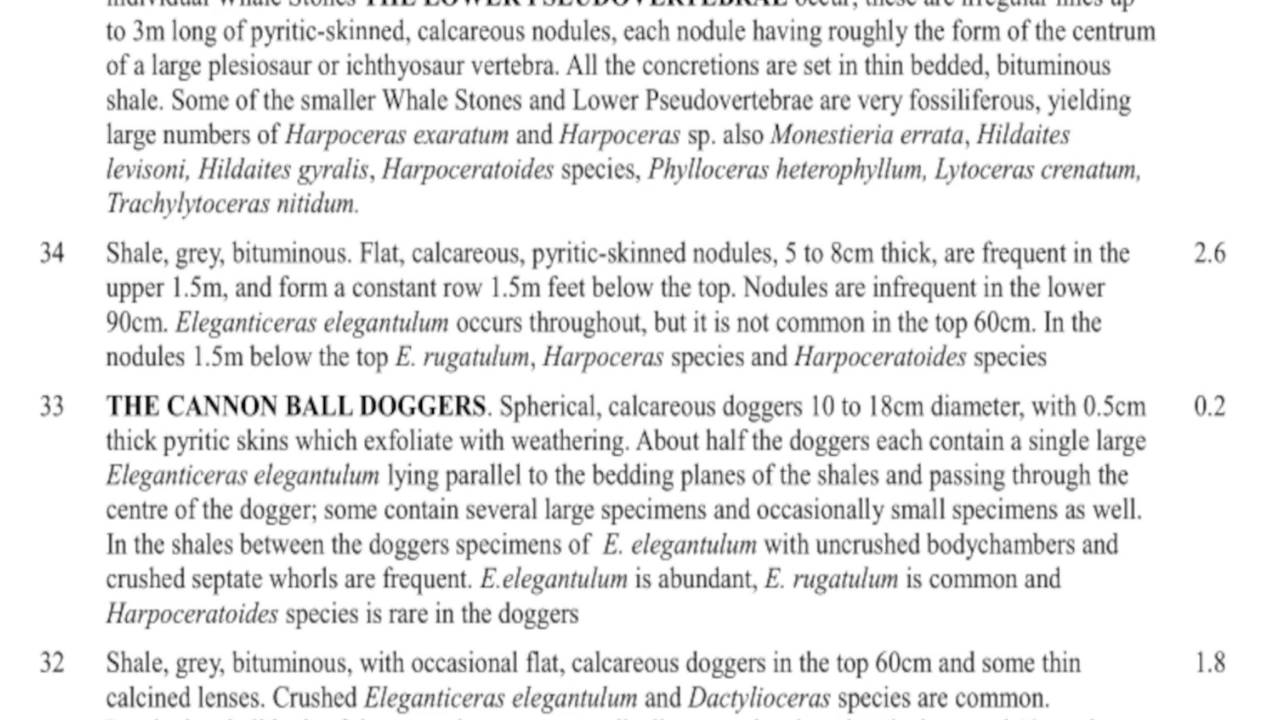 individual Whale Stones THE LOWER PSEUDOVERTEBRAE occur, these are irregular lines up
to 3m long of pyritic-skinned, calcareous nodules, each nodule having roughly the form of the centrum
of a large plesiosaur or ichthyosaur vertebra. All the concretions are set in thin bedded, bituminous
shale. Some of the smaller Whale Stones and Lower Pseudovertebrae are very fossiliferous, yielding
large numbers of Harpoceras exaratum and Harpoceras sp. also Monestieria errata, Hildaites
levisoni, Hildaites gyralis, Harpoceratoides species, Phylloceras heterophyllum, Lytoceras crenatum,
Trachylytoceras nitidum.
34 Shale, grey, bituminous. Flat, calcareous, pyritic-skinned nodules, 5 to 8cm thick, are frequent in the 2.6
upper 1.5m, and form a constant row 1.5m feet below the top. Nodules are infrequent in the lower
90cm. Eleganticeras elegantulum occurs throughout, but it is not common in the top 60cm. In the
nodules 1.5m below the top E. rugatulum, Harpoceras species and Harpoceratoides species
33 THE CANNON BALL DOGGERS. Spherical, calcareous doggers 10 to 18cm diameter, with 0.5cm 0.2
thick pyritic skins which exfoliate with weathering. About half the doggers each contain a single large
Eleganticeras elegantulum lying parallel to the bedding planes of the shales and passing through the
centre of the dogger; some contain several large specimens and occasionally small specimens as well.
In the shales between the doggers specimens of E. elegantulum with uncrushed bodychambers and
crushed septate whorls are frequent. E.elegantulum is abundant, E. rugatulum is common and
Harpoceratoides species is rare in the doggers
32 Shale, grey, bituminous, with occasional flat, calcareous doggers in the top 60cm and some thin 1.8
calcined lenses. Crushed Eleganticeras elegantulum and Dactylioceras species are common.